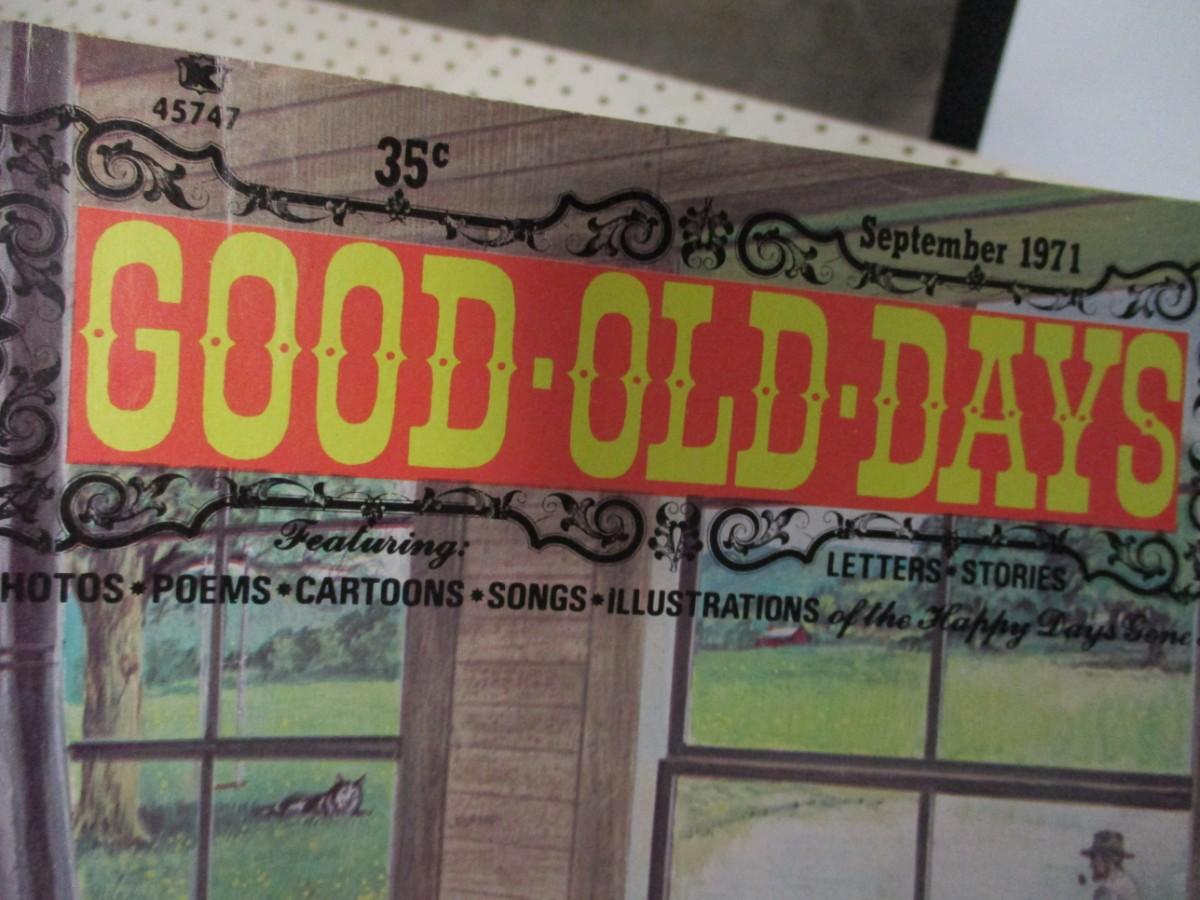 K
45747
35¢
September 1971
GOOD·OLD·DAYS
Featuring:
LETTERS*STORIES
HOTOS*POEMS*CARTOONS*SONGS*ILLUSTRATIONS of the Happy Days Gone